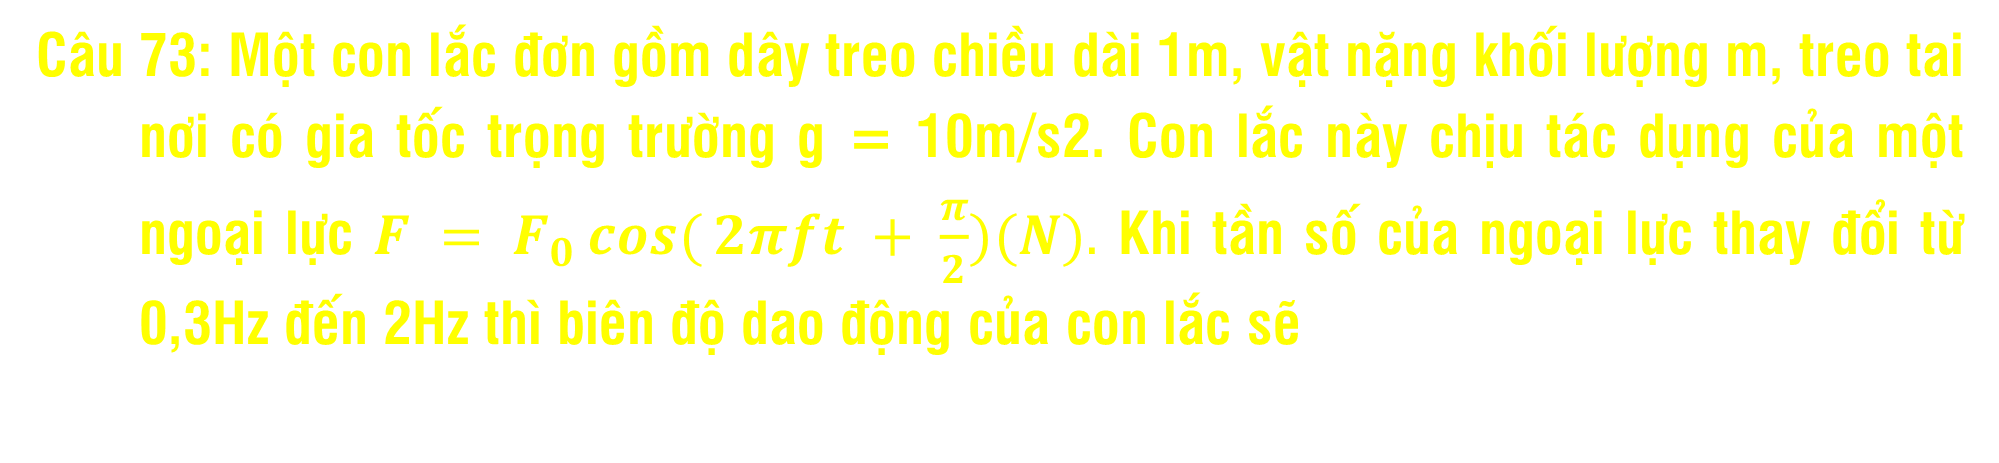 Câu 73: Một con lắc đơn gồm dây treo chiều dài 1m, vật nặng khối lượng m, treo tai
nơi có gia tốc trọng trường g = 10m/s2. Con lắc này chịu tác dụng của một
ngoại lực F = F₀ cos( 2πft + π/2)(N). Khi tần số của ngoại lực thay đổi từ
0,3Hz đến 2Hz thì biên độ dao động của con lắc sẽ